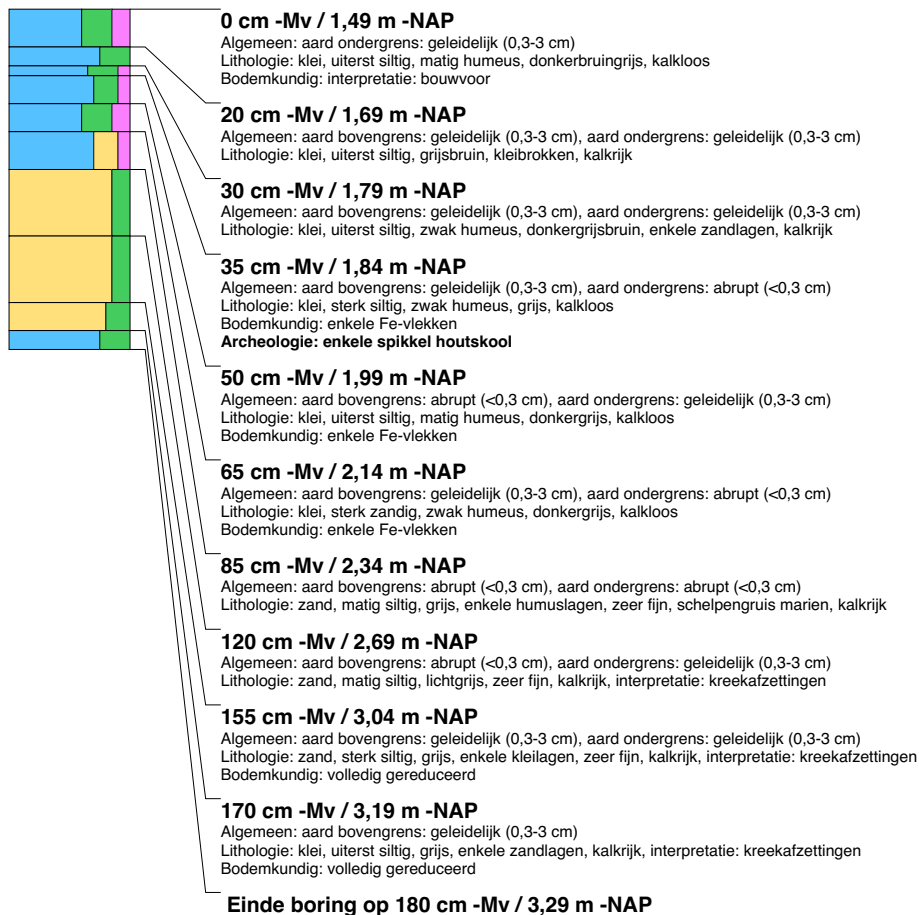 0 cm -Mv / 1,49 m -NAP
Algemeen: aard ondergrens: geleidelijk (0,3-3 cm)
Lithologie: klei, uiterst siltig, matig humeus, donkerbruingrijs, kalkloos
Bodemkundig: interpretatie: bouwvoor
20 cm -Mv / 1,69 m -NAP
Algemeen: aard bovengrens: geleidelijk (0,3-3 cm), aard ondergrens: geleidelijk (0,3-3 cm)
Lithologie: klei, uiterst siltig, grijsbruin, kleibrokken, kalkrijk
30 cm -Mv / 1,79 m -NAP
Algemeen: aard bovengrens: geleidelijk (0,3-3 cm), aard ondergrens: geleidelijk (0,3-3 cm)
Lithologie: klei, uiterst siltig, zwak humeus, donkergrijsbruin, enkele zandlagen, kalkrijk
35 cm -Mv / 1,84 m -NAP
Algemeen: aard bovengrens: geleidelijk (0,3-3 cm), aard ondergrens: abrupt (<0,3 cm)
Lithologie: klei, sterk siltig, zwak humeus, grijs, kalkloos
Bodemkundig: enkele Fe-vlekken
Archeologie: enkele spikkel houtskool
50 cm -Mv / 1,99 m -NAP
Algemeen: aard bovengrens: abrupt (<0,3 cm), aard ondergrens: geleidelijk (0,3-3 cm)
Lithologie: klei, uiterst siltig, matig humeus, donkergrijs, kalkloos
Bodemkundig: enkele Fe-vlekken
65 cm -Mv / 2,14 m -NAP
Algemeen: aard bovengrens: geleidelijk (0,3-3 cm), aard ondergrens: abrupt (<0,3 cm)
Lithologie: klei, sterk zandig, zwak humeus, donkergrijs, kalkloos
Bodemkundig: enkele Fe-vlekken
85 cm -Mv / 2,34 m -NAP
Algemeen: aard bovengrens: abrupt (<0,3 cm), aard ondergrens: abrupt (<0,3 cm)
Lithologie: zand, matig siltig, grijs, enkele humuslagen, zeer fijn, schelpengruis marien, kalkrijk
120 cm -Mv / 2,69 m -NAP
Algemeen: aard bovengrens: abrupt (<0,3 cm), aard ondergrens: geleidelijk (0,3-3 cm)
Lithologie: zand, matig siltig, lichtgrijs, zeer fijn, kalkrijk, interpretatie: kreekafzettingen
155 cm -Mv / 3,04 m -NAP
Algemeen: aard bovengrens: geleidelijk (0,3-3 cm), aard ondergrens: geleidelijk (0,3-3 cm)
Lithologie: zand, sterk siltig, grijs, enkele kleilagen, zeer fijn, kalkrijk, interpretatie: kreekafzettingen
Bodemkundig: volledig gereduceerd
170 cm -Mv / 3,19 m -NAP
Algemeen: aard bovengrens: geleidelijk (0,3-3 cm)
Lithologie: klei, uiterst siltig, grijs, enkele zandlagen, kalkrijk, interpretatie: kreekafzettingen
Bodemkundig: volledig gereduceerd
Einde boring op 180 cm -Mv / 3,29 m -NAP